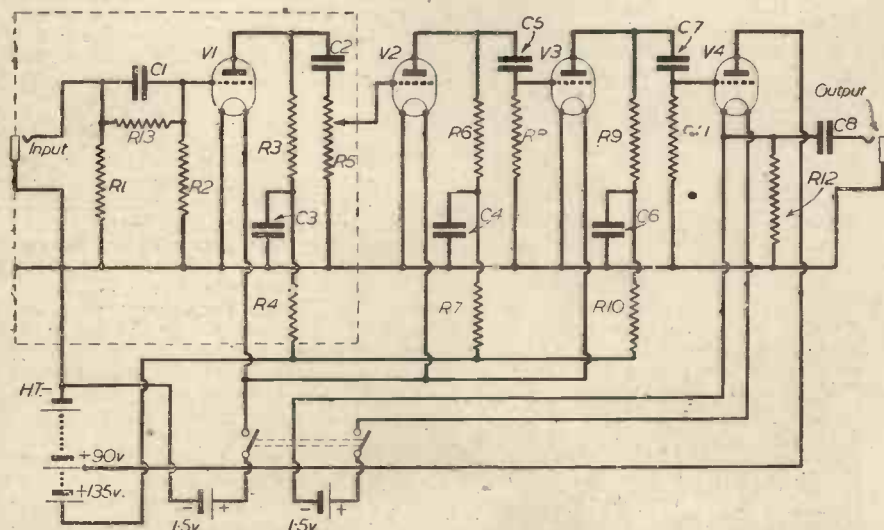 C5
C7
V1
C2
V2
V3
V4
C1
Output
Input
R13
R3
R5
R6
R9
C8
R1
R2
R12
C3
C4
C6
R4
R7
R10
H.T.-
+90v
+135v.
- +
1·5v
- +
1·5v